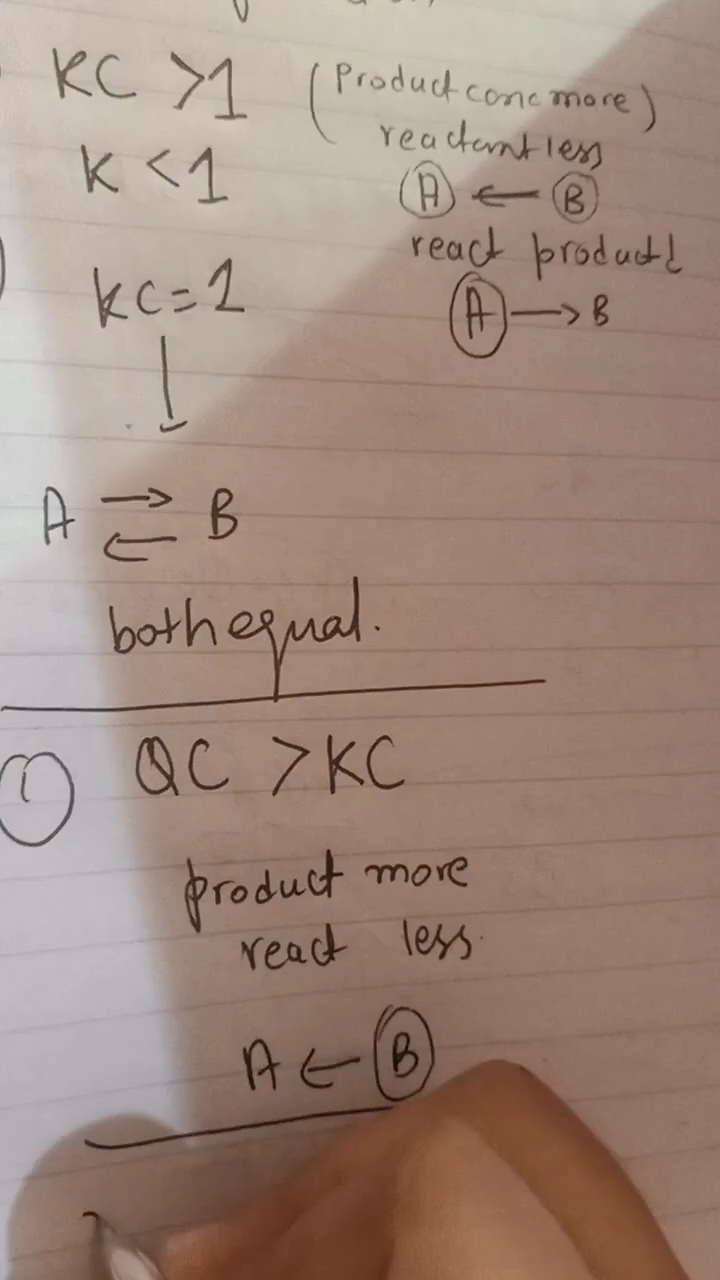 KC >1 (Product conc more)
reactant less
K <1
A ← B
react product↓
KC=1
A → B
↓
A ⇄ B
both equal.
1 QC >KC
product more
react less.
A ← B